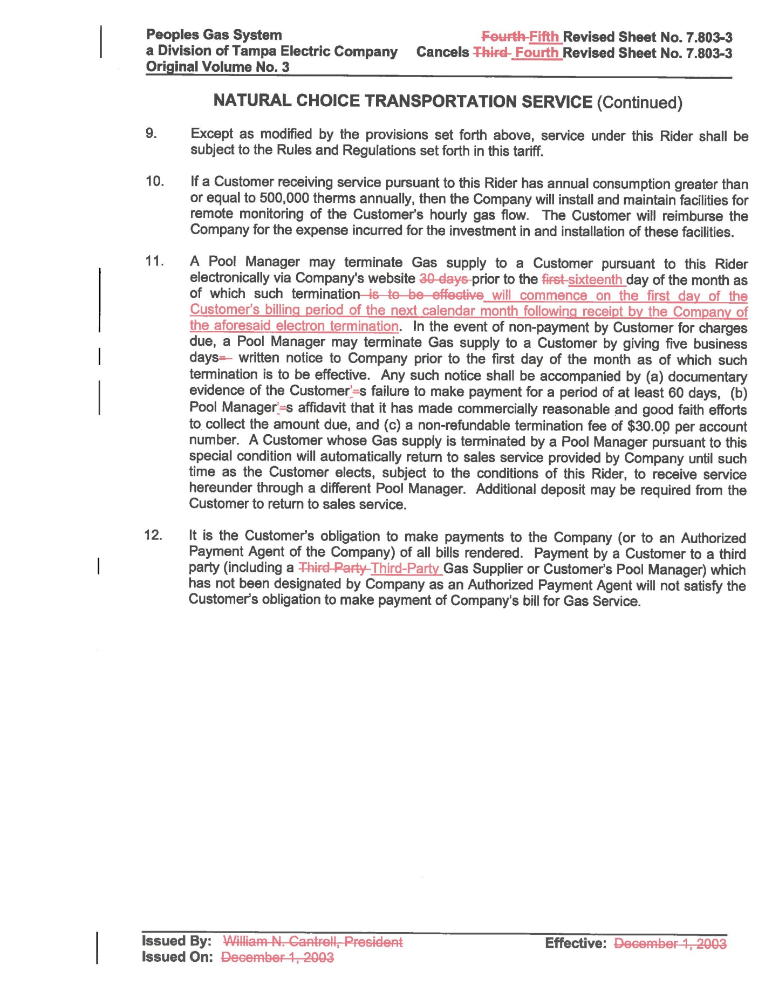 Peoples Gas System
Fourth Fifth Revised Sheet No. 7.803-3
a Division of Tampa Electric Company Cancels Third Fourth Revised Sheet No. 7.803-3
Original Volume No. 3
NATURAL CHOICE TRANSPORTATION SERVICE (Continued)
9. Except as modified by the provisions set forth above, service under this Rider shall be
subject to the Rules and Regulations set forth in this tariff.
10. If a Customer receiving service pursuant to this Rider has annual consumption greater than
or equal to 500,000 therms annually, then the Company will install and maintain facilities for
remote monitoring of the Customer's hourly gas flow. The Customer will reimburse the
Company for the expense incurred for the investment in and installation of these facilities.
11. A Pool Manager may terminate Gas supply to a Customer pursuant to this Rider
electronically via Company's website 30 days prior to the first sixteenth day of the month as
of which such termination is to be effective will commence on the first day of the
Customer's billing period of the next calendar month following receipt by the Company of
the aforesaid electron termination. In the event of non-payment by Customer for charges
due, a Pool Manager may terminate Gas supply to a Customer by giving five business
days= written notice to Company prior to the first day of the month as of which such
termination is to be effective. Any such notice shall be accompanied by (a) documentary
evidence of the Customer'=s failure to make payment for a period of at least 60 days, (b)
Pool Manager'=s affidavit that it has made commercially reasonable and good faith efforts
to collect the amount due, and (c) a non-refundable termination fee of $30.00 per account
number. A Customer whose Gas supply is terminated by a Pool Manager pursuant to this
special condition will automatically return to sales service provided by Company until such
time as the Customer elects, subject to the conditions of this Rider, to receive service
hereunder through a different Pool Manager. Additional deposit may be required from the
Customer to return to sales service.
12. It is the Customer's obligation to make payments to the Company (or to an Authorized
Payment Agent of the Company) of all bills rendered. Payment by a Customer to a third
party (including a Third Party Third-Party Gas Supplier or Customer's Pool Manager) which
has not been designated by Company as an Authorized Payment Agent will not satisfy the
Customer's obligation to make payment of Company's bill for Gas Service.
Issued By: William N. Cantrell, President Effective: December 1, 2003
Issued On: December 1, 2003